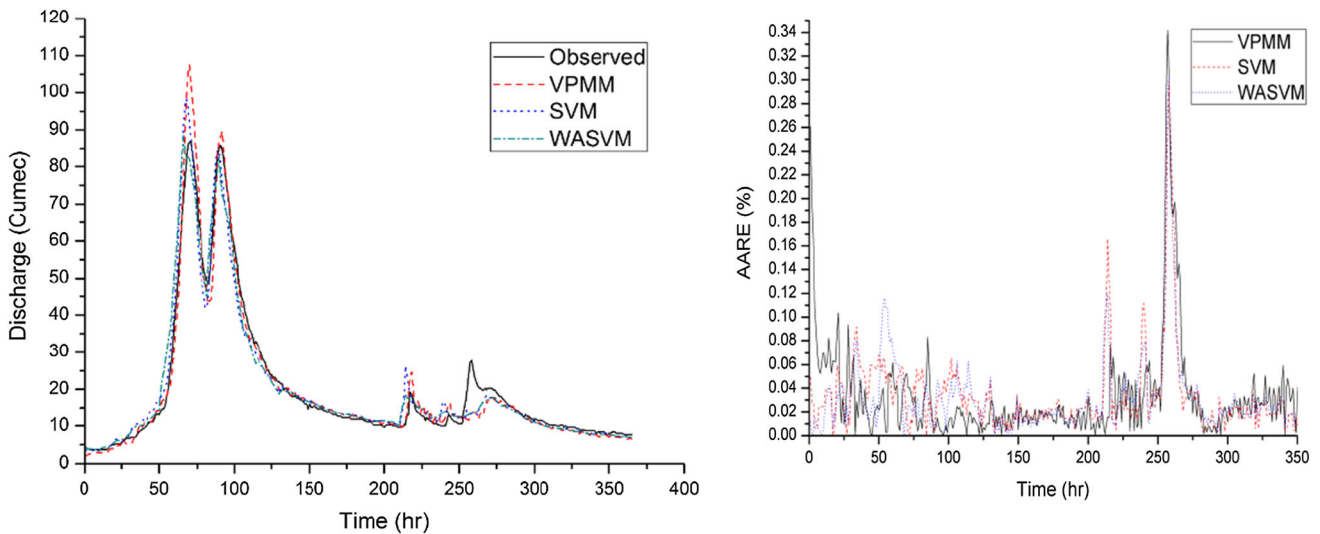 120
110
100
90
80
70
60
50
40
30
20
10
0
Discharge (Cumec)
0 50 100 150 200 250 300 350 400
Time (hr)
Observed
VPMM
SVM
WASVM
0.34
0.32
0.30
0.28
0.26
0.24
0.22
0.20
0.18
0.16
0.14
0.12
0.10
0.08
0.06
0.04
0.02
0.00
AARE (%)
0 50 100 150 200 250 300 350
Time (hr)
VPMM
SVM
WASVM